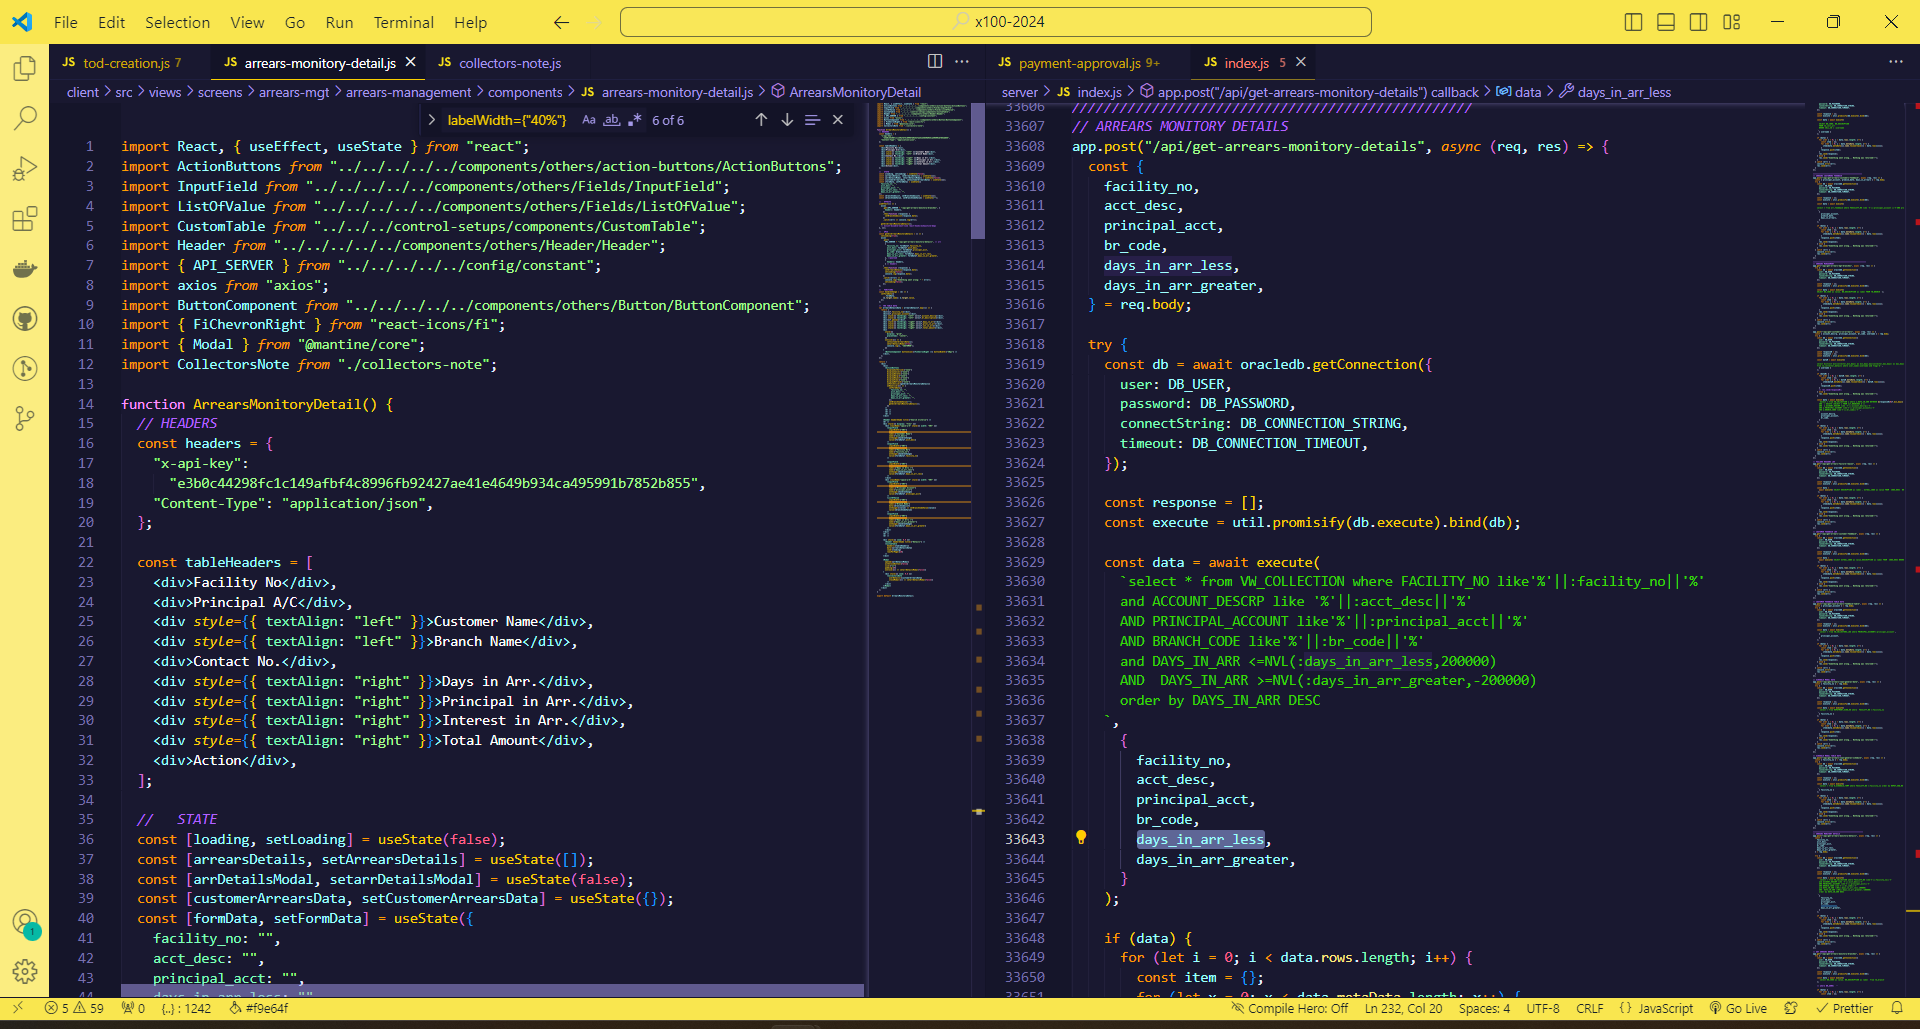 File Edit Selection View Go Run Terminal Help
x100-2024
JS tod-creation.js 7
JS arrears-monitory-detail.js
JS collectors-note.js
client > src > views > screens > arrears-mgt > arrears-management > components > JS arrears-monitory-detail.js > ArrearsMonitoryDetail
labelWidth={"40%"} Aa ab .* 6 of 6
1 import React, { useEffect, useState } from "react";
2 import ActionButtons from "../../../../components/others/action-buttons/ActionButtons";
3 import InputField from "../../../../components/others/Fields/InputField";
4 import ListOfValue from "../../../../components/others/Fields/ListOfValue";
5 import CustomTable from "../../../control-setups/components/CustomTable";
6 import Header from "../../../../components/others/Header/Header";
7 import { API_SERVER } from "../../../../../config/constant";
8 import axios from "axios";
9 import ButtonComponent from "../../../../components/others/Button/ButtonComponent";
10 import { FiChevronRight } from "react-icons/fi";
11 import { Modal } from "@mantine/core";
12 import CollectorsNote from "./collectors-note";
13
14 function ArrearsMonitoryDetail() {
15 // HEADERS
16 const headers = {
17 "x-api-key":
18 "e3b0c44298fc1c149afbf4c8996fb92427ae41e4649b934ca495991b7852b855",
19 "Content-Type": "application/json",
20 };
21
22 const tableHeaders = [
23 <div>Facility No</div>,
24 <div>Principal A/C</div>,
25 <div style={{ textAlign: "left" }}>Customer Name</div>,
26 <div style={{ textAlign: "left" }}>Branch Name</div>,
27 <div>Contact No.</div>,
28 <div style={{ textAlign: "right" }}>Days in Arr.</div>,
29 <div style={{ textAlign: "right" }}>Principal in Arr.</div>,
30 <div style={{ textAlign: "right" }}>Interest in Arr.</div>,
31 <div style={{ textAlign: "right" }}>Total Amount</div>,
32 <div>Action</div>,
33 ];
34
35 // STATE
36 const [loading, setLoading] = useState(false);
37 const [arrearsDetails, setArrearsDetails] = useState([]);
38 const [arrDetailsModal, setarrDetailsModal] = useState(false);
39 const [customerArrearsData, setCustomerArrearsData] = useState({});
40 const [formData, setFormData] = useState({
41 facility_no: "",
42 acct_desc: "",
43 principal_acct: "",
44 days_in_arr_less: ""
JS payment-approval.js 9+
JS index.js 5
server > JS index.js > app.post("/api/get-arrears-monitory-details") callback > data > days_in_arr_less
33606 //////////////////////////////////////////////////
33607 // ARREARS MONITORY DETAILS
33608 app.post("/api/get-arrears-monitory-details", async (req, res) => {
33609 const {
33610 facility_no,
33611 acct_desc,
33612 principal_acct,
33613 br_code,
33614 days_in_arr_less,
33615 days_in_arr_greater,
33616 } = req.body;
33617
33618 try {
33619 const db = await oracledb.getConnection({
33620 user: DB_USER,
33621 password: DB_PASSWORD,
33622 connectString: DB_CONNECTION_STRING,
33623 timeout: DB_CONNECTION_TIMEOUT,
33624 });
33625
33626 const response = [];
33627 const execute = util.promisify(db.execute).bind(db);
33628
33629 const data = await execute(
33630 `select * from VW_COLLECTION where FACILITY_NO like'%'||:facility_no||'%'
33631 and ACCOUNT_DESCRP like '%'||:acct_desc||'%'
33632 AND PRINCIPAL_ACCOUNT like'%'||:principal_acct||'%'
33633 AND BRANCH_CODE like'%'||:br_code||'%'
33634 and DAYS_IN_ARR <=NVL(:days_in_arr_less,200000)
33635 AND  DAYS_IN_ARR >=NVL(:days_in_arr_greater,-200000)
33636 order by DAYS_IN_ARR DESC
33637 `,
33638 {
33639 facility_no,
33640 acct_desc,
33641 principal_acct,
33642 br_code,
33643 days_in_arr_less,
33644 days_in_arr_greater,
33645 }
33646 );
33647
33648 if (data) {
33649 for (let i = 0; i < data.rows.length; i++) {
33650 const item = {};
33651 for (let x = 0; x < data.metaData.length; x++) {
1
5 59 0 {..} : 1242 #f9e64f
Compile Hero: Off Ln 232, Col 20 Spaces: 4 UTF-8 CRLF { } JavaScript Go Live Prettier